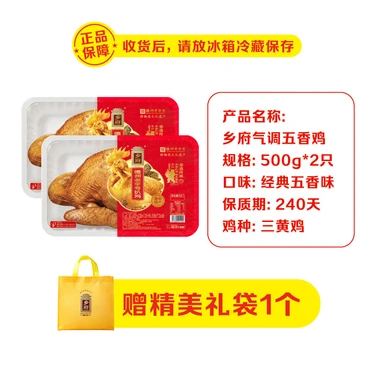 正品
保障
收货后，请放冰箱冷藏保存
产品名称:
乡府气调五香鸡
规格: 500g*2只
口味: 经典五香味
保质期: 240天
鸡种: 三黄鸡
赠精美礼袋1个